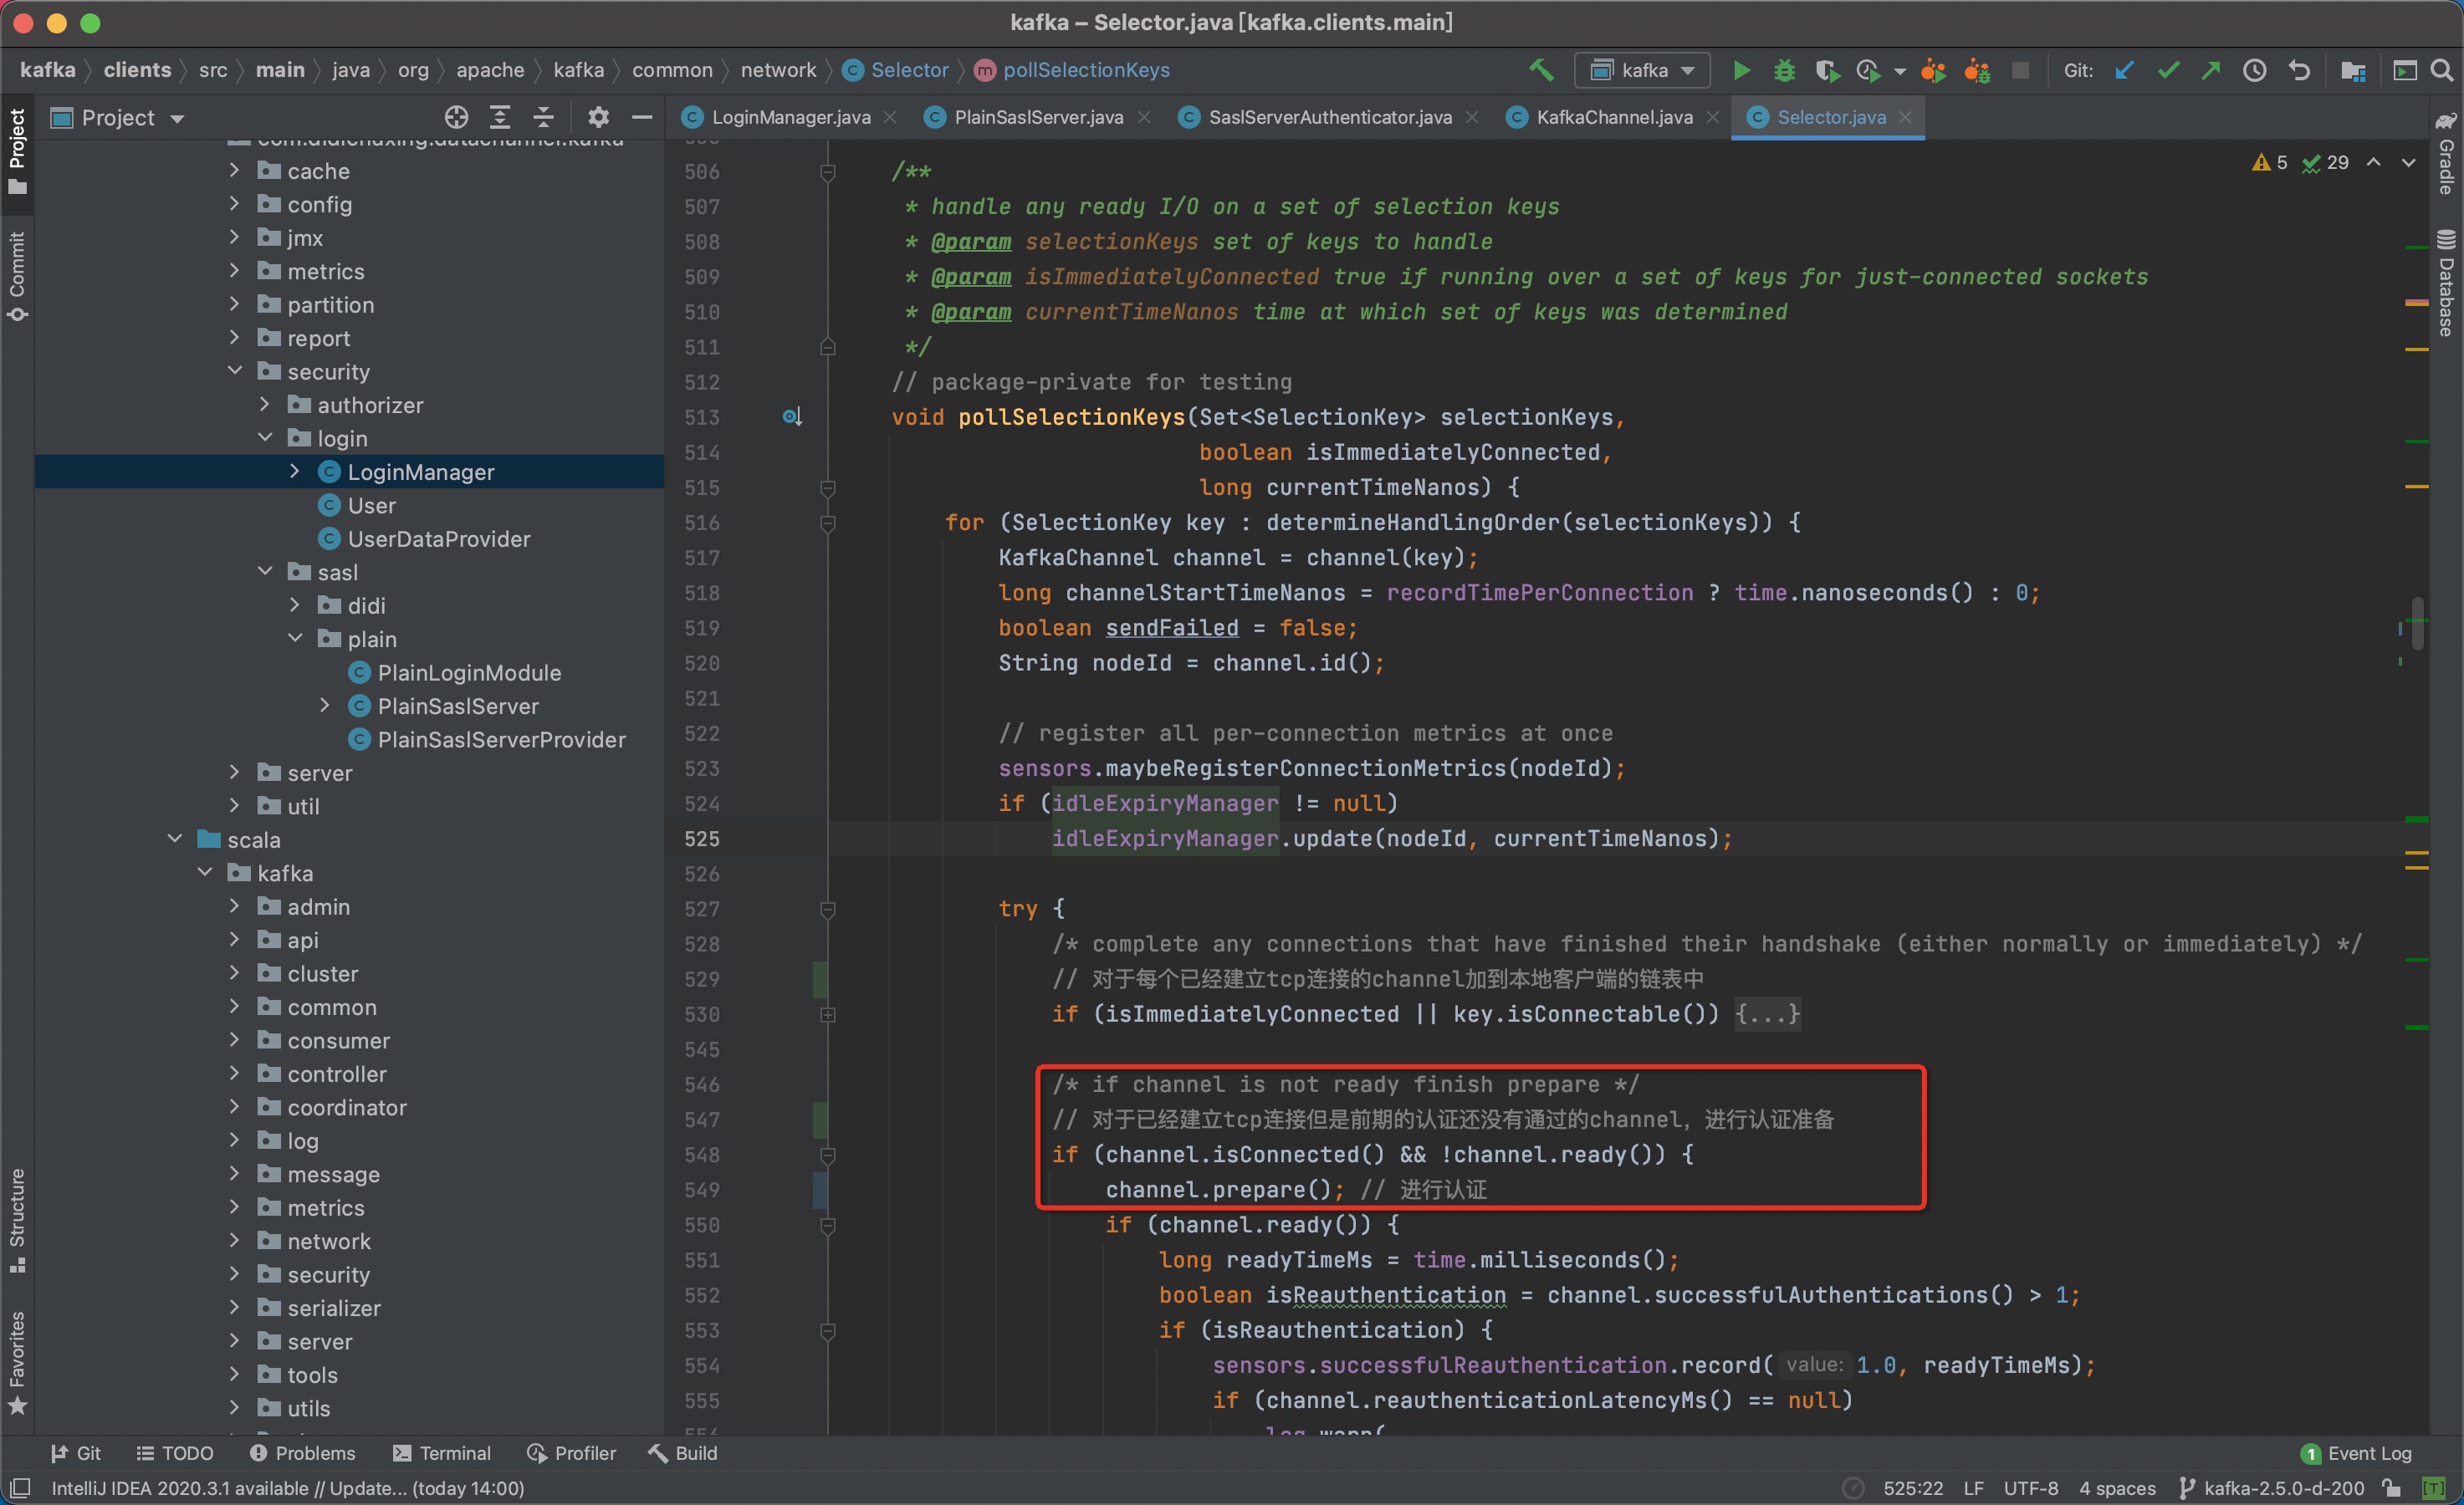 kafka – Selector.java [kafka.clients.main]
kafka clients src main java org apache kafka common network Selector pollSelectionKeys
kafka
Git:
Project
LoginManager.java
PlainSaslServer.java
SaslServerAuthenticator.java
KafkaChannel.java
Selector.java
Project
Commit
Structure
Favorites
Gradle
Database
com.didichuxing.datachannel.kafka
cache
config
jmx
metrics
partition
report
security
authorizer
login
LoginManager
User
UserDataProvider
sasl
didi
plain
PlainLoginModule
PlainSaslServer
PlainSaslServerProvider
server
util
scala
kafka
admin
api
cluster
common
consumer
controller
coordinator
log
message
metrics
network
security
serializer
server
tools
utils
5 29
506 /**
507 * handle any ready I/O on a set of selection keys
508 * @param selectionKeys set of keys to handle
509 * @param isImmediatelyConnected true if running over a set of keys for just-connected sockets
510 * @param currentTimeNanos time at which set of keys was determined
511 */
512 // package-private for testing
513 void pollSelectionKeys(Set<SelectionKey> selectionKeys,
514 boolean isImmediatelyConnected,
515 long currentTimeNanos) {
516 for (SelectionKey key : determineHandlingOrder(selectionKeys)) {
517 KafkaChannel channel = channel(key);
518 long channelStartTimeNanos = recordTimePerConnection ? time.nanoseconds() : 0;
519 boolean sendFailed = false;
520 String nodeId = channel.id();
521
522 // register all per-connection metrics at once
523 sensors.maybeRegisterConnectionMetrics(nodeId);
524 if (idleExpiryManager != null)
525 idleExpiryManager.update(nodeId, currentTimeNanos);
526
527 try {
528 /* complete any connections that have finished their handshake (either normally or immediately) */
529 // 对于每个已经建立tcp连接的channel加到本地客户端的链表中
530 if (isImmediatelyConnected || key.isConnectable()) {...}
545
546 /* if channel is not ready finish prepare */
547 // 对于已经建立tcp连接但是前期的认证还没有通过的channel，进行认证准备
548 if (channel.isConnected() && !channel.ready()) {
549 channel.prepare(); // 进行认证
550 if (channel.ready()) {
551 long readyTimeMs = time.milliseconds();
552 boolean isReauthentication = channel.successfulAuthentications() > 1;
553 if (isReauthentication) {
554 sensors.successfulReauthentication.record( value: 1.0, readyTimeMs);
555 if (channel.reauthenticationLatencyMs() == null)
Git TODO Problems Terminal Profiler Build
1 Event Log
IntelliJ IDEA 2020.3.1 available // Update... (today 14:00)
525:22 LF UTF-8 4 spaces kafka-2.5.0-d-200 [T]